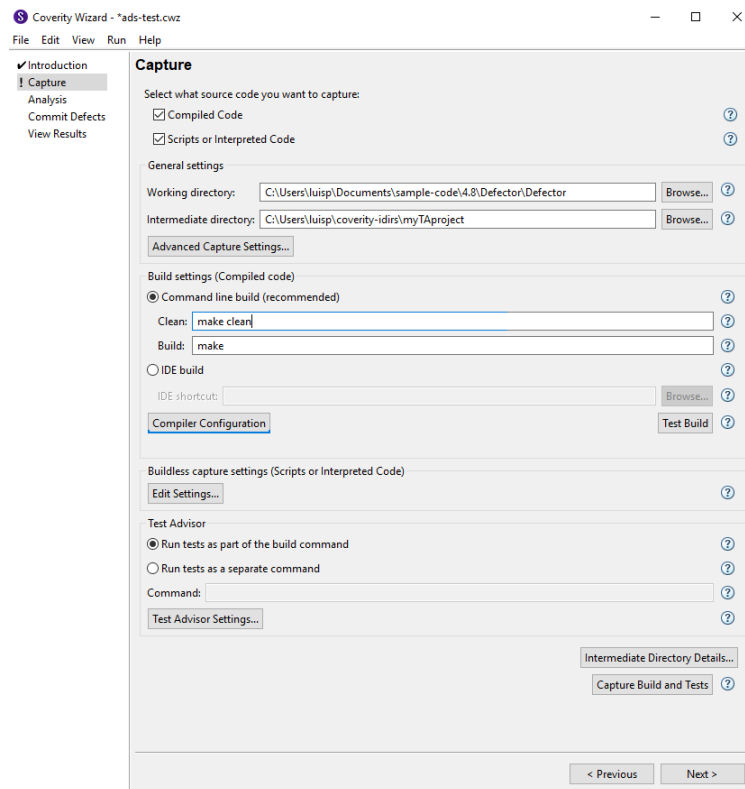 S Coverity Wizard - *ads-test.cwz
File Edit View Run Help
✔Introduction
! Capture
Analysis
Commit Defects
View Results
Capture
Select what source code you want to capture:
Compiled Code ?
Scripts or Interpreted Code ?
General settings
Working directory: C:\Users\luisp\Documents\sample-code\4.8\Defector\Defector Browse... ?
Intermediate directory: C:\Users\luisp\coverity-idirs\myTAproject Browse... ?
Advanced Capture Settings...
Build settings (Compiled code)
Command line build (recommended) ?
Clean: make clean ?
Build: make ?
IDE build ?
IDE shortcut: Browse... ?
Compiler Configuration Test Build ?
Buildless capture settings (Scripts or Interpreted Code)
Edit Settings... ?
Test Advisor
Run tests as part of the build command ?
Run tests as a separate command ?
Command: ?
Test Advisor Settings... ?
Intermediate Directory Details...
Capture Build and Tests ?
< Previous Next >